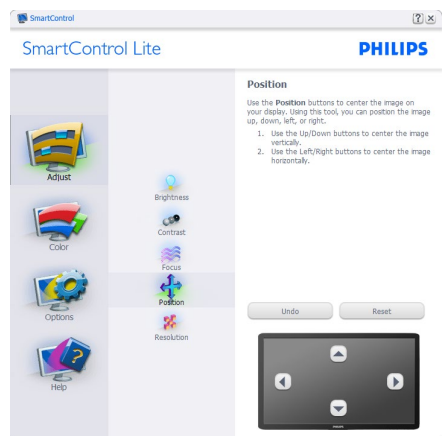 SmartControl
SmartControl Lite
PHILIPS
Adjust
Color
Options
Help
Brightness
Contrast
Focus
Position
Resolution
Position
Use the Position buttons to center the image on
your display. Using this tool, you can position the image
up, down, left, or right.
1. Use the Up/Down buttons to center the image
vertically.
2. Use the Left/Right buttons to center the image
horizontally.
Undo
Reset
PHILIPS